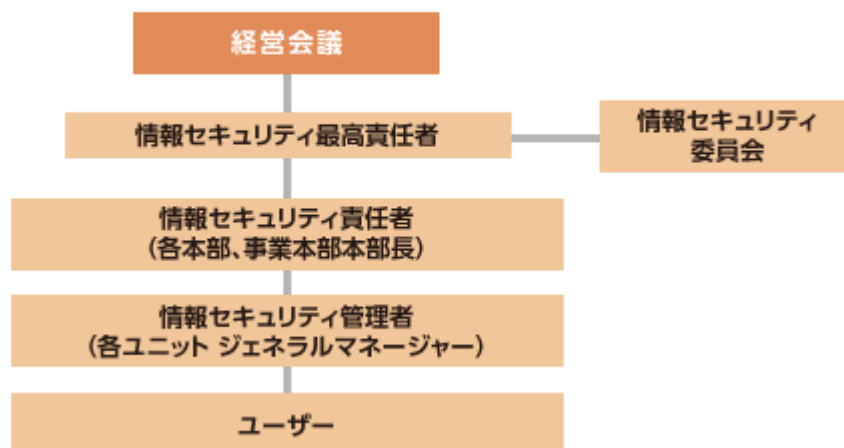 経営会議
情報セキュリティ最高責任者
情報セキュリティ
委員会
情報セキュリティ責任者
（各本部、事業本部本部長）
情報セキュリティ管理者
（各ユニット ジェネラルマネージャー）
ユーザー